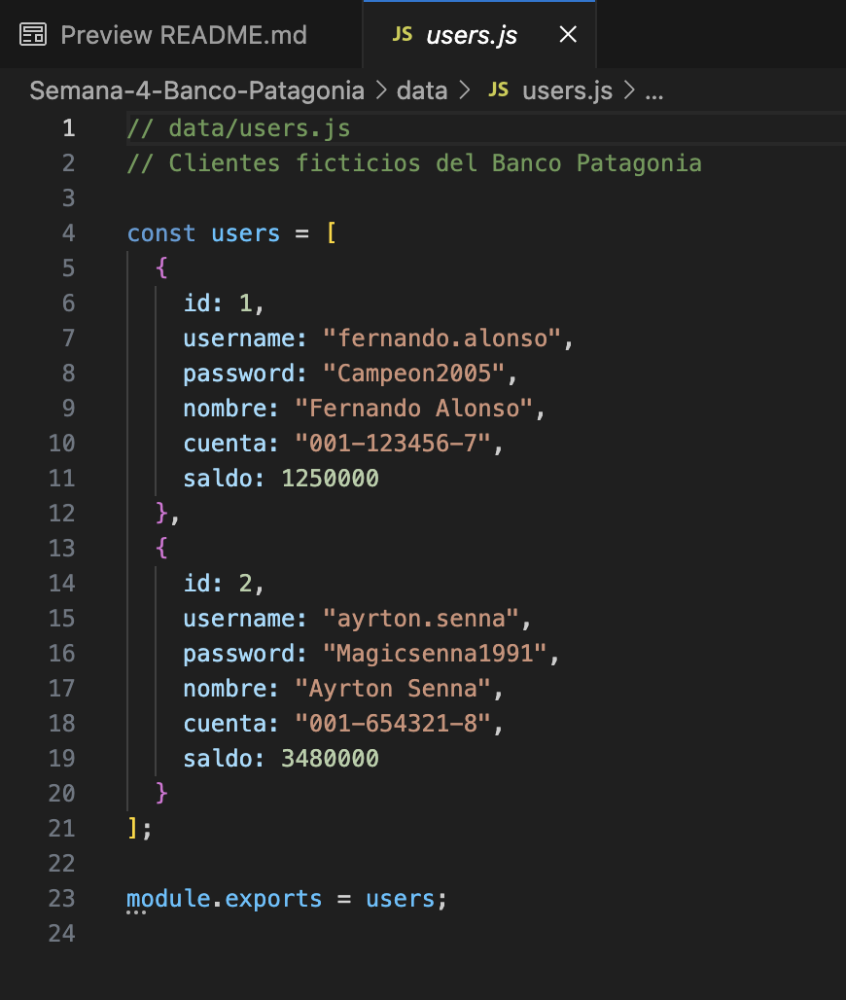 Preview README.md
JS users.js
Semana-4-Banco-Patagonia > data > JS users.js > ...
1 // data/users.js
2 // Clientes ficticios del Banco Patagonia
3
4 const users = [
5 {
6 id: 1,
7 username: "fernando.alonso",
8 password: "Campeon2005",
9 nombre: "Fernando Alonso",
10 cuenta: "001-123456-7",
11 saldo: 1250000
12 },
13 {
14 id: 2,
15 username: "ayrton.senna",
16 password: "Magicsenna1991",
17 nombre: "Ayrton Senna",
18 cuenta: "001-654321-8",
19 saldo: 3480000
20 }
21 ];
22
23 module.exports = users;
24